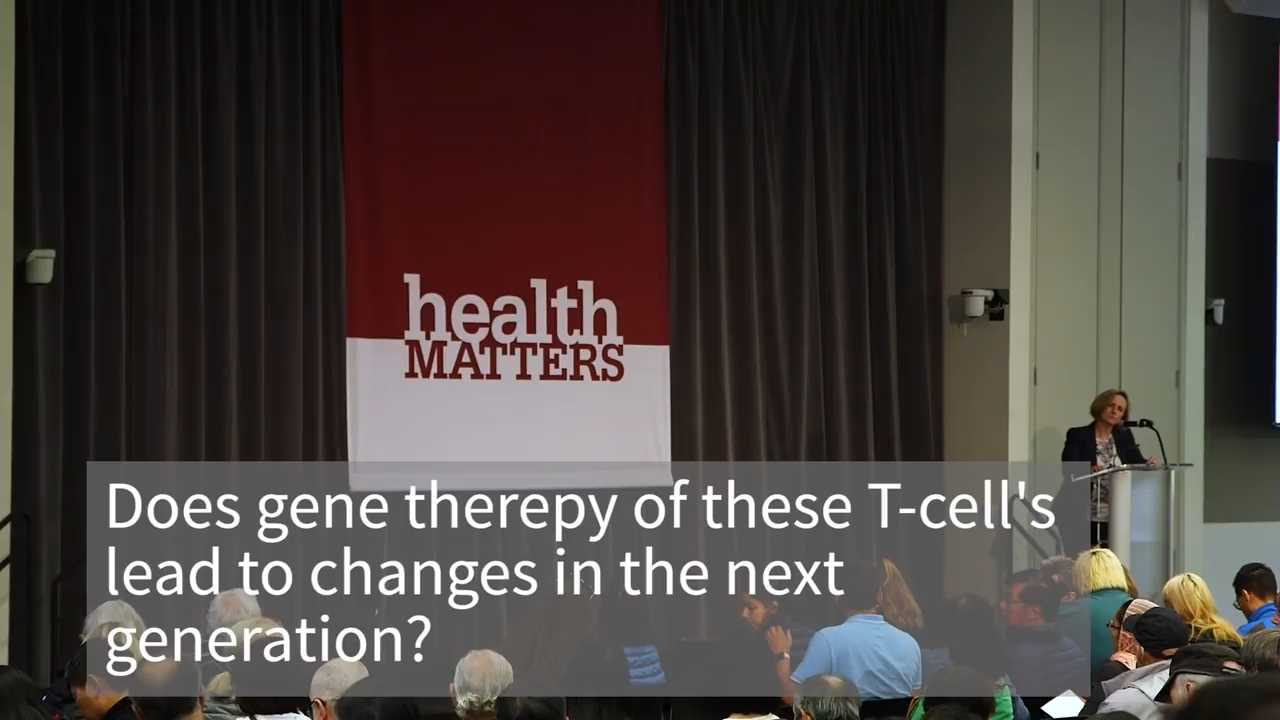 health
MATTERS
Does gene therepy of these T-cell's
lead to changes in the next
generation?